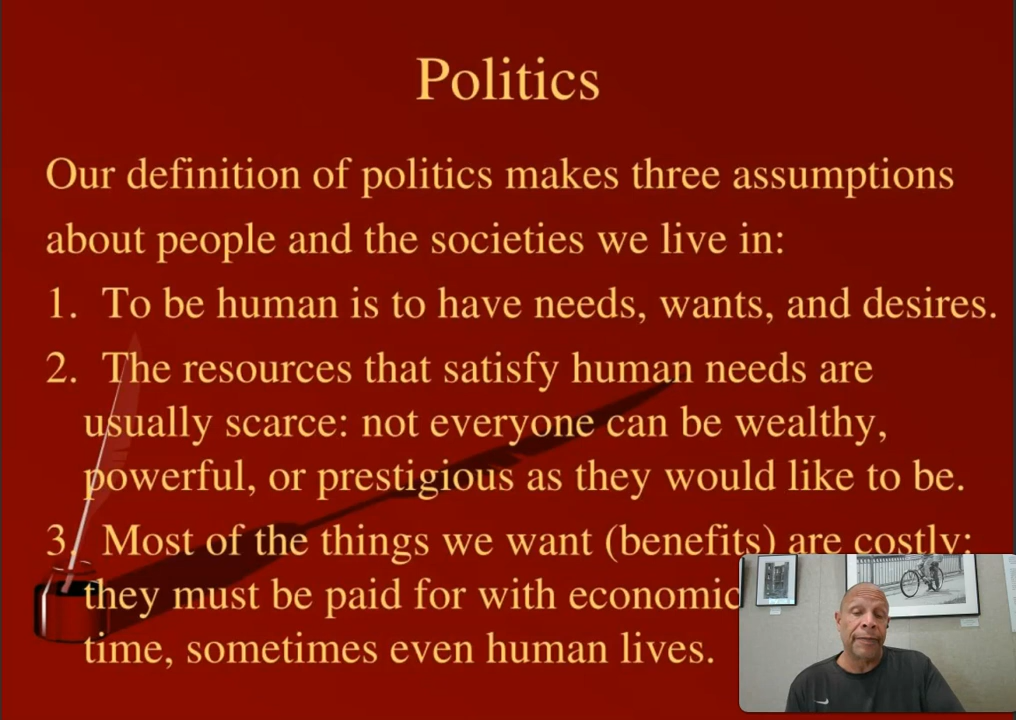 Politics
Our definition of politics makes three assumptions
about people and the societies we live in:
1. To be human is to have needs, wants, and desires.
2. The resources that satisfy human needs are
usually scarce: not everyone can be wealthy,
powerful, or prestigious as they would like to be.
3. Most of the things we want (benefits) are costly:
they must be paid for with economic
time, sometimes even human lives.